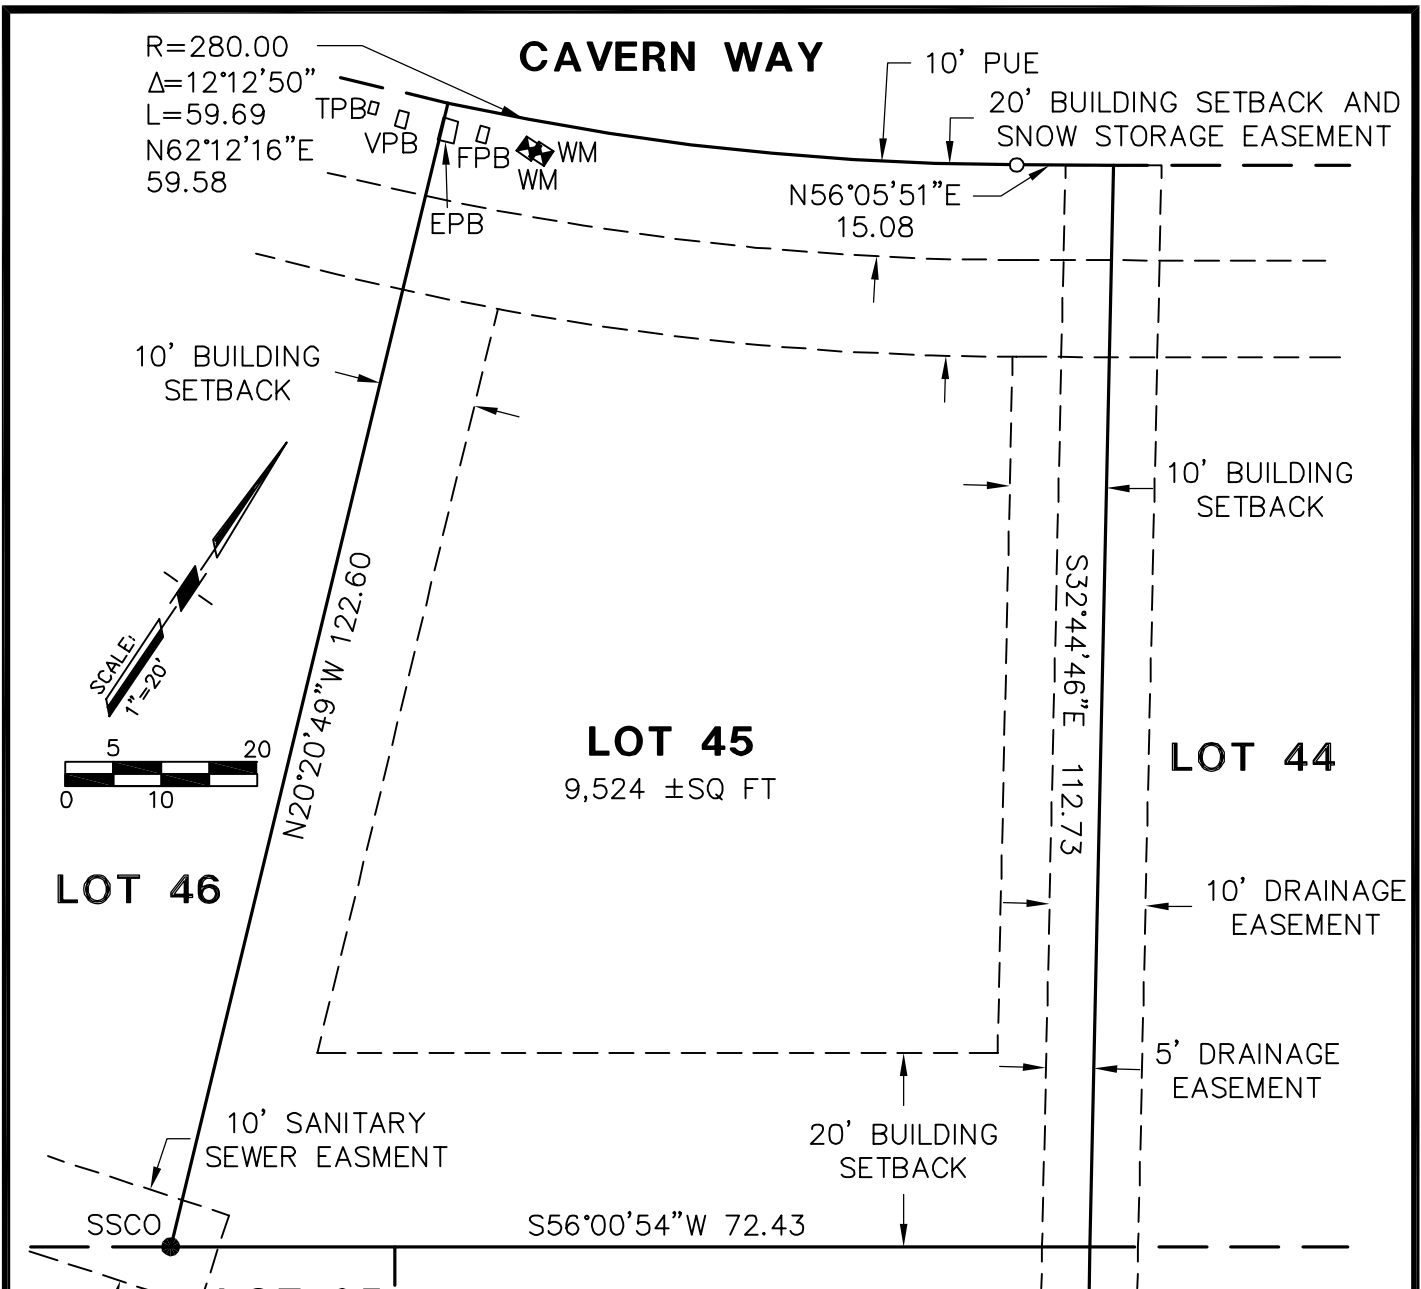 CAVERN WAY
R=280.00
Δ=12°12'50"
L=59.69
N62°12'16"E
59.58
TPB
VPB
EPB
FPB
WM
WM
10' PUE
20' BUILDING SETBACK AND
SNOW STORAGE EASEMENT
N56°05'51"E
15.08
10' BUILDING
SETBACK
10' BUILDING
SETBACK
SCALE:
1"=20'
5
20
0
10
N20°20'49"W 122.60
S32°44'46"E 112.73
LOT 45
9,524 ±SQ FT
LOT 44
LOT 46
10' DRAINAGE
EASEMENT
5' DRAINAGE
EASEMENT
10' SANITARY
SEWER EASMENT
20' BUILDING
SETBACK
SSCO
S56°00'54"W 72.43